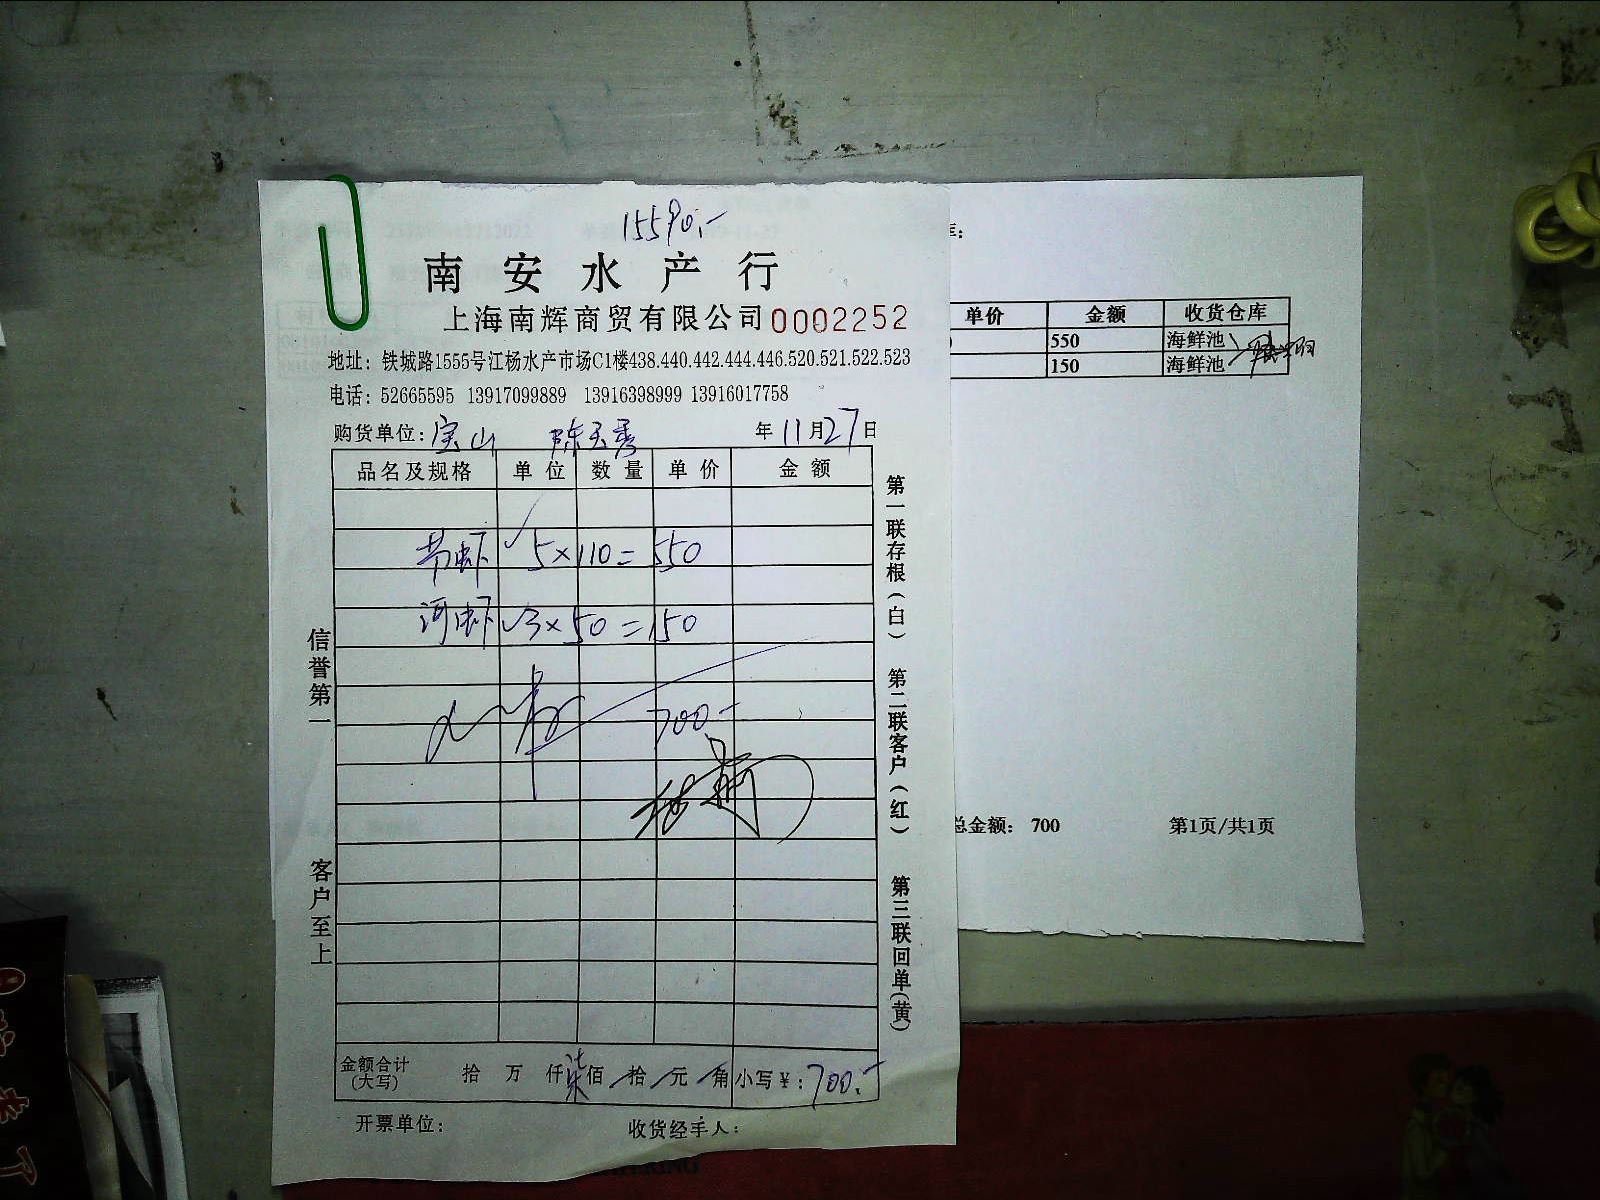 15590.-
南安水产行
上海南辉商贸有限公司 0002252
地址：铁城路1555号江杨水产市场C1楼438.440.442.444.446.520.521.522.523
电话：52665595 13917099889 13916398999 13916017758
购货单位：宝山 陈天秀 年11月27日
品名及规格 单位 数量 单价 金额
节虾 √5×110=550
河虾 √3×50=150
700.-
金额合计(大写) 拾 万 仟 柒佰 拾 元 角 小写￥：700.-
开票单位： 收货经手人：
信誉第一 客户至上
第一联存根(白) 第二联客户(红) 第三联回单(黄)
库：
单价 金额 收货仓库
550 海鲜池
150 海鲜池
总金额： 700 第1页/共1页